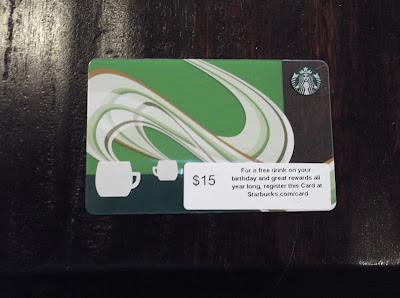 $15
For a free drink on your
birthday and great rewards all
year long, register this Card at
Starbucks.com/card